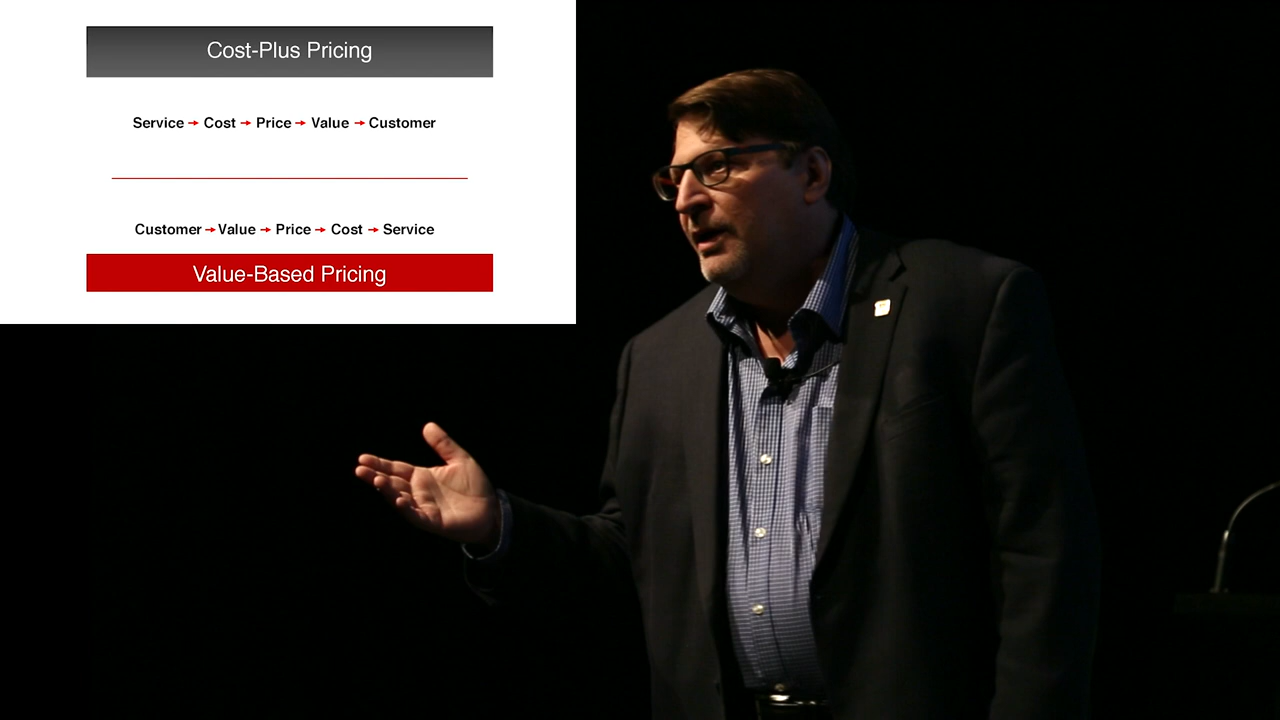 Cost-Plus Pricing
Service → Cost → Price → Value → Customer
Customer → Value → Price → Cost → Service
Value-Based Pricing